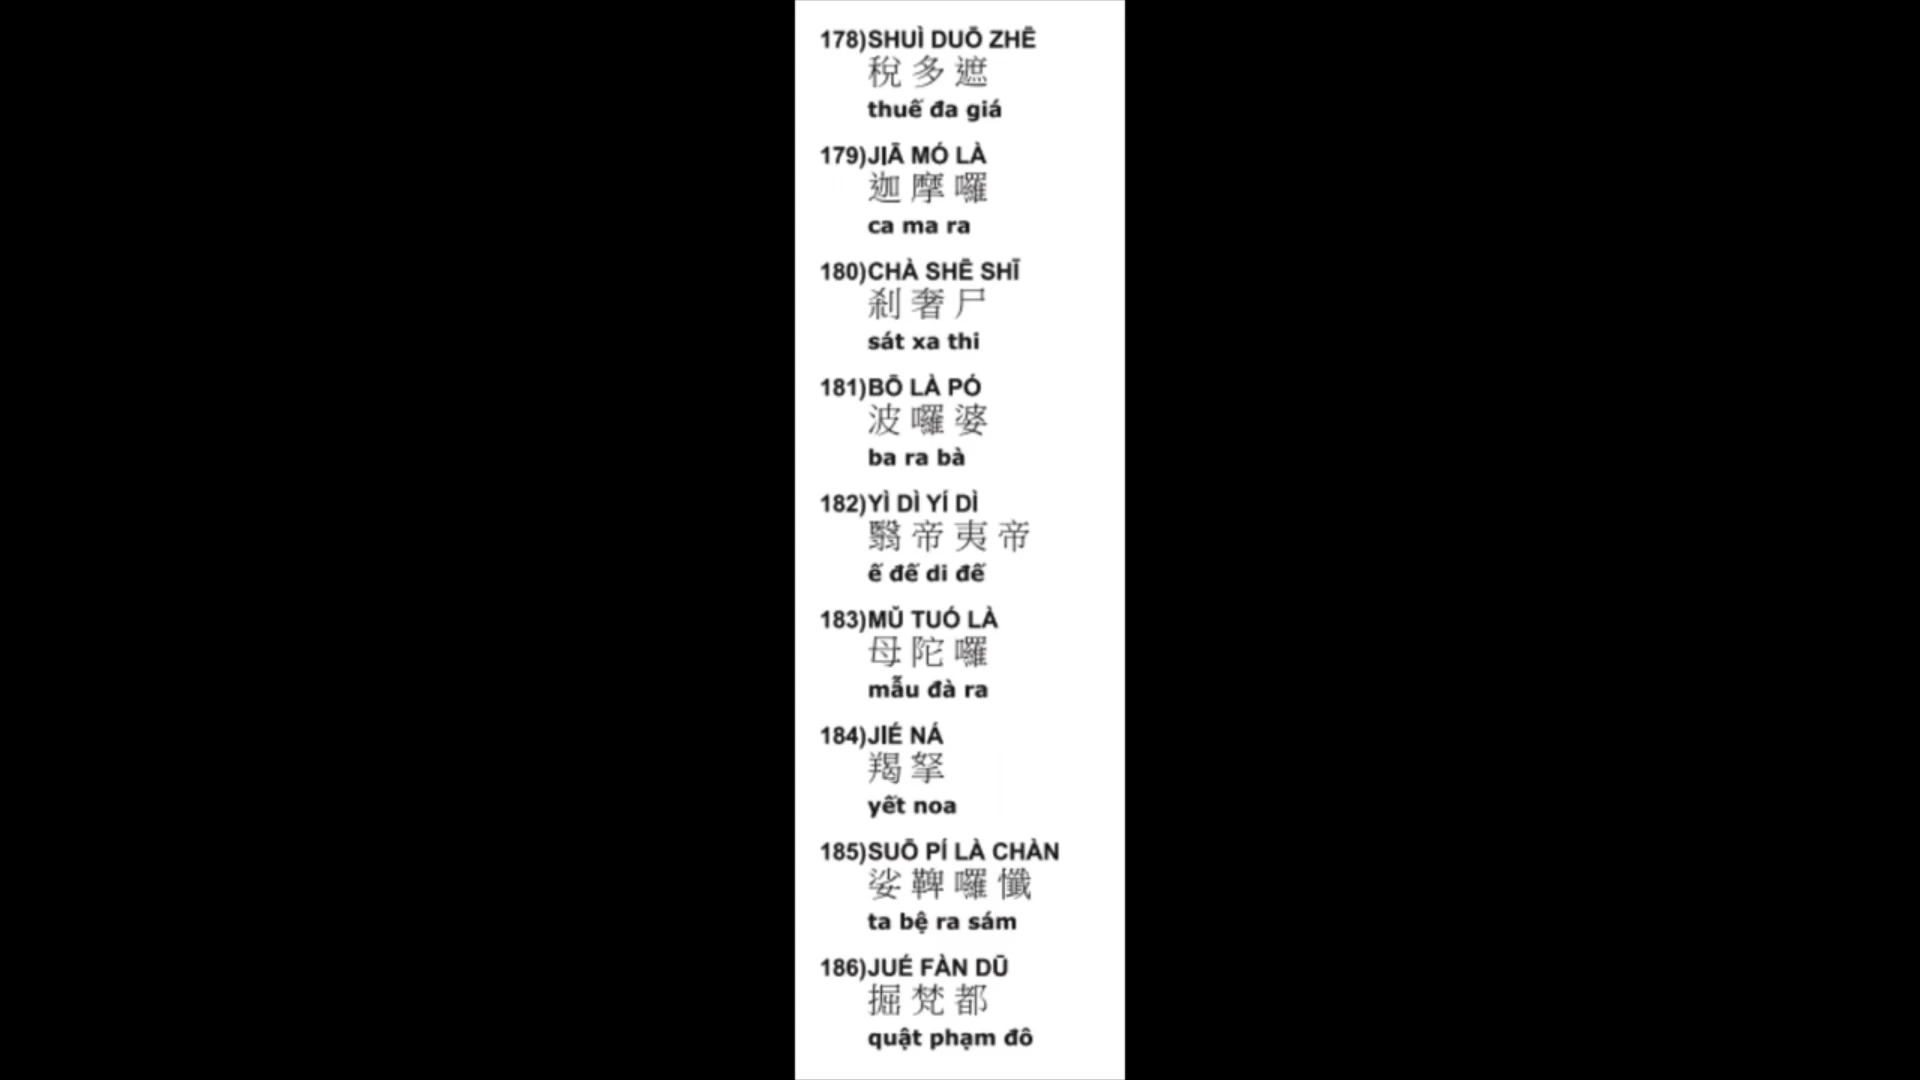 178)SHUÌ DUŌ ZHĒ
稅 多 遮
thuế đa giá
179)JIĀ MÓ LÀ
迦 摩 囉
ca ma ra
180)CHÀ SHĒ SHĪ
剎 奢 尸
sát xa thi
181)BŌ LÀ PÓ
波 囉 婆
ba ra bà
182)YÌ DÌ YÍ DÌ
翳 帝 夷 帝
ế đế di đế
183)MǓ TUÓ LÀ
母 陀 囉
mẫu đà ra
184)JIÉ NÁ
羯 拏
yết noa
185)SUŌ PÍ LÀ CHÀN
娑 鞞 囉 懺
ta bệ ra sám
186)JUÉ FÀN DŪ
掘 梵 都
quật phạm đô